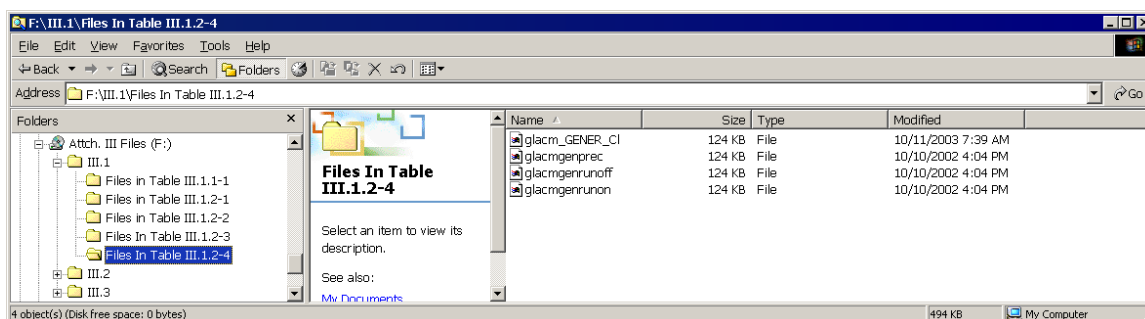 F:\III.1\Files In Table III.1.2-4
File Edit View Favorites Tools Help
Back Search Folders
Address F:\III.1\Files In Table III.1.2-4 Go
Folders
Attch. III Files (F:)
III.1
Files in Table III.1.1-1
Files in Table III.1.2-1
Files in Table III.1.2-2
Files In Table III.1.2-3
Files In Table III.1.2-4
III.2
III.3
Files In Table
III.1.2-4
Select an item to view its
description.
See also:
My Documents
Name Size Type Modified
glacm_GENER_Cl 124 KB File 10/11/2003 7:39 AM
glacmgenprec 124 KB File 10/10/2002 4:04 PM
glacmgenrunoff 124 KB File 10/10/2002 4:04 PM
glacmgenrunon 124 KB File 10/10/2002 4:04 PM
4 object(s) (Disk free space: 0 bytes) 494 KB My Computer